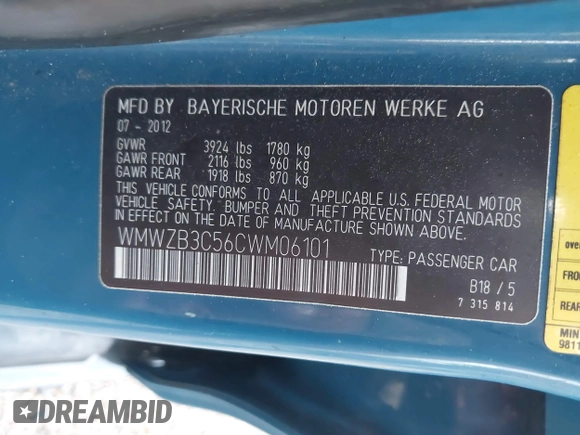 MFD BY BAYERISCHE MOTOREN WERKE AG
07 - 2012
GVWR 3924 lbs 1780 kg
GAWR FRONT 2116 lbs 960 kg
GAWR REAR 1918 lbs 870 kg
THIS VEHICLE CONFORMS TO ALL APPLICABLE U.S. FEDERAL MOTOR
VEHICLE SAFETY, BUMPER AND THEFT PREVENTION STANDARDS
IN EFFECT ON THE DATE OF MANUFACTURE SHOWN ABOVE.
WMWZB3C56CWM06101
TYPE: PASSENGER CAR
B18 / 5
7 315 814
REAR
MIN
9811
DREAMBID